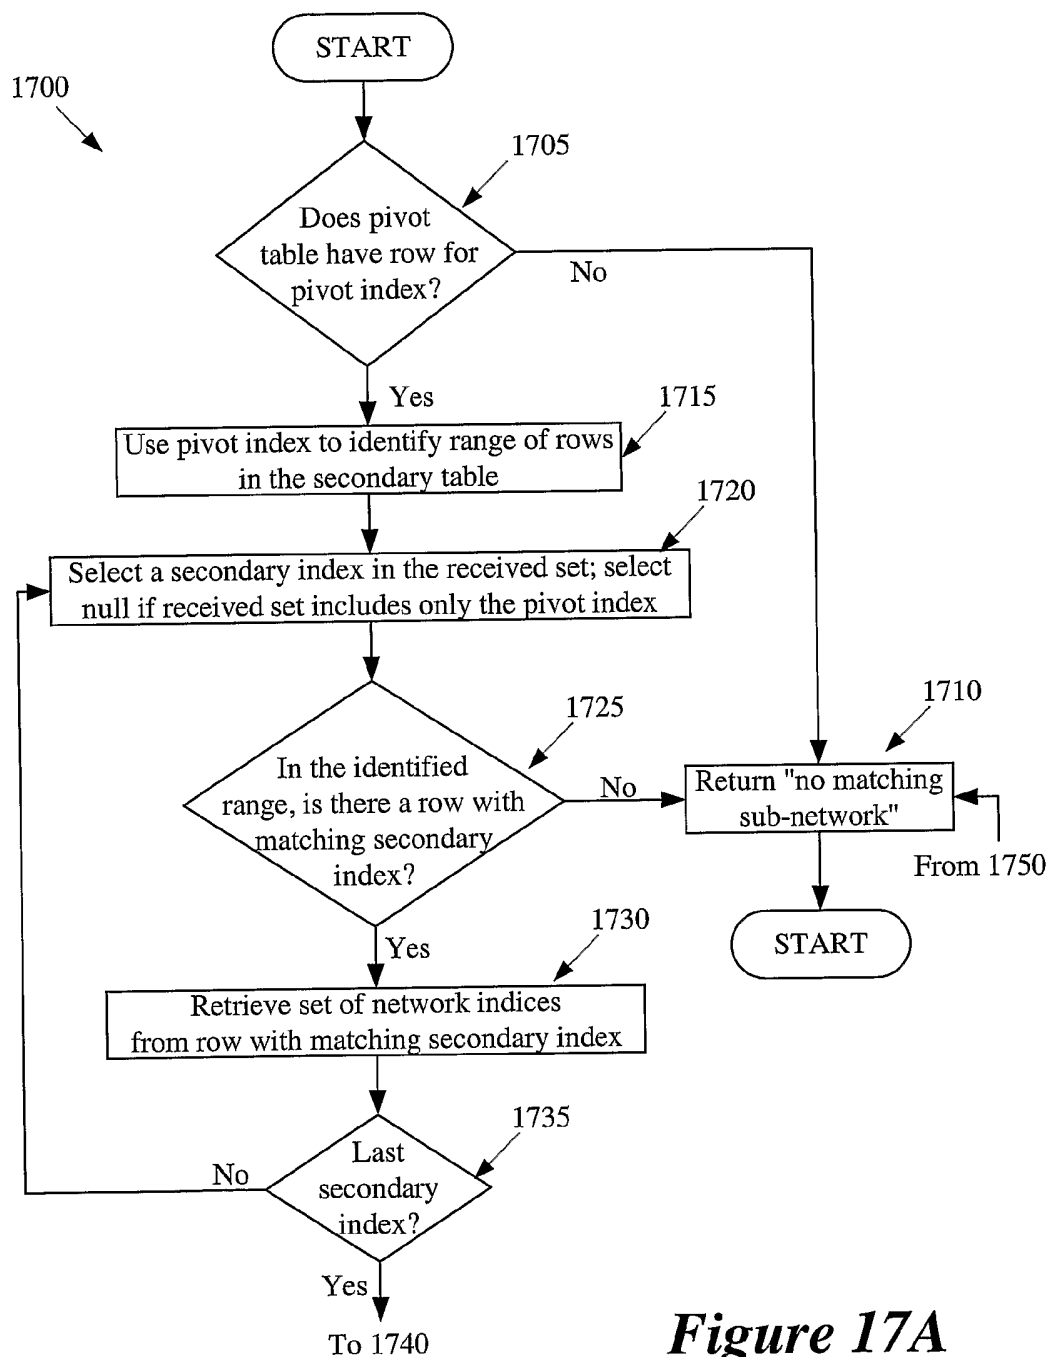 START
1700
1705
Does pivot
table have row for
pivot index?
No
Yes
1715
Use pivot index to identify range of rows
in the secondary table
1720
Select a secondary index in the received set; select
null if received set includes only the pivot index
1710
1725
In the identified
range, is there a row with
matching secondary
index?
No
Return "no matching
sub-network"
From 1750
START
Yes
1730
Retrieve set of network indices
from row with matching secondary index
1735
Last
secondary
index?
No
Yes
To 1740
Figure 17A